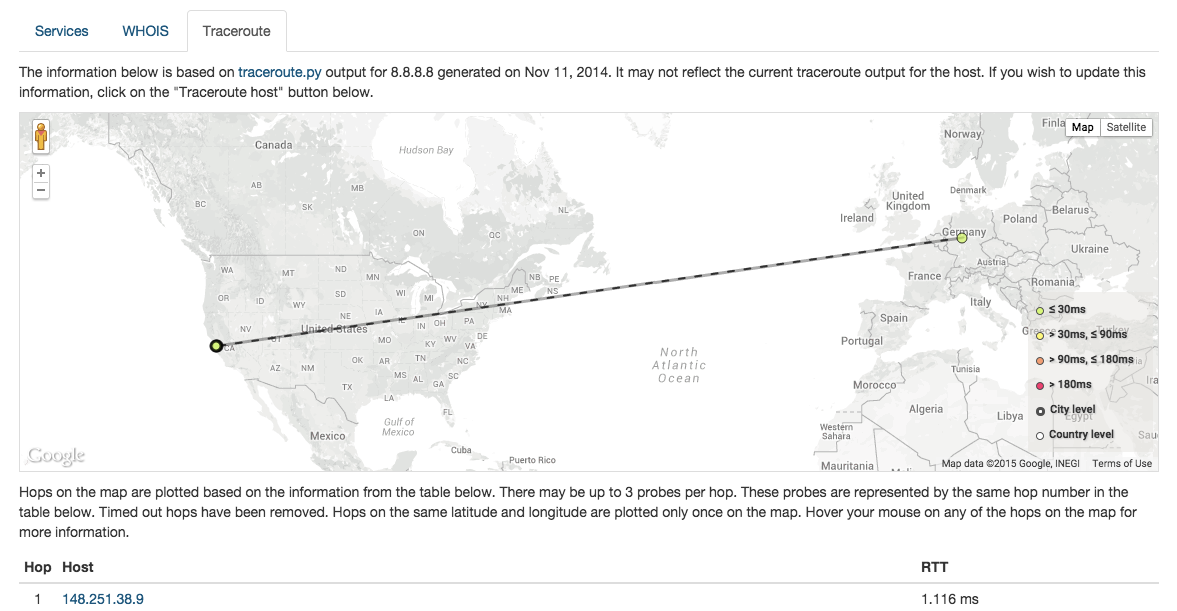 Services WHOIS Traceroute
The information below is based on traceroute.py output for 8.8.8.8 generated on Nov 11, 2014. It may not reflect the current traceroute output for the host. If you wish to update this
information, click on the "Traceroute host" button below.
Map Satellite
Finla
Norway
Canada
Hudson Bay
+
−
AB
MB
BC
SK
NL
ON
QC
United
Kingdom
Denmark
Ireland
Belarus
Poland
Germany
Ukraine
Austria
France
Romania
WA
MT
ND
MN
NB PE
NS
ME
OR
ID
WY
SD
WI
MI
NH
NY
MA
Italy
Spain
Portugal
Greece
Turkey
NV
UT
United States
NE
IA
IL
IN
OH
PA
CA
MO
KY
WV
VA
DE
AZ
NM
OK
AR
TN
NC
TX
MS
AL
GA
SC
LA
FL
Gulf of
Mexico
Mexico
Cuba
Puerto Rico
North
Atlantic
Ocean
Tunisia
Morocco
Algeria
Libya
Egypt
Ira
Sau
Western
Sahara
Mauritania
≤ 30ms
> 30ms, ≤ 90ms
> 90ms, ≤ 180ms
> 180ms
City level
Country level
Google
Map data ©2015 Google, INEGI Terms of Use
Hops on the map are plotted based on the information from the table below. There may be up to 3 probes per hop. These probes are represented by the same hop number in the
table below. Timed out hops have been removed. Hops on the same latitude and longitude are plotted only once on the map. Hover your mouse on any of the hops on the map for
more information.
Hop Host RTT
1 148.251.38.9 1.116 ms